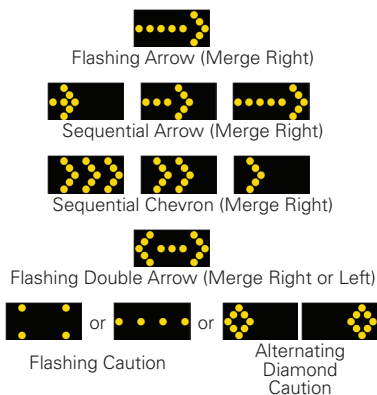 Flashing Arrow (Merge Right)
Sequential Arrow (Merge Right)
Sequential Chevron (Merge Right)
Flashing Double Arrow (Merge Right or Left)
or or
Flashing Caution
Alternating
Diamond
Caution